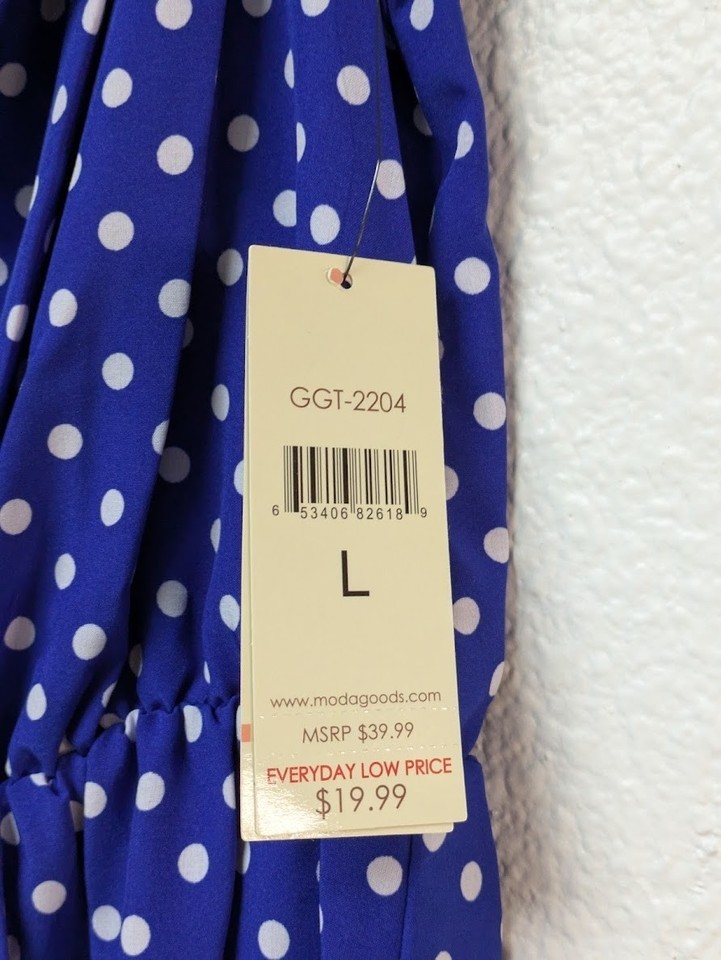 GGT-2204
6 53406 82618 9
L
www.modagoods.com
MSRP $39.99
EVERYDAY LOW PRICE
$19.99